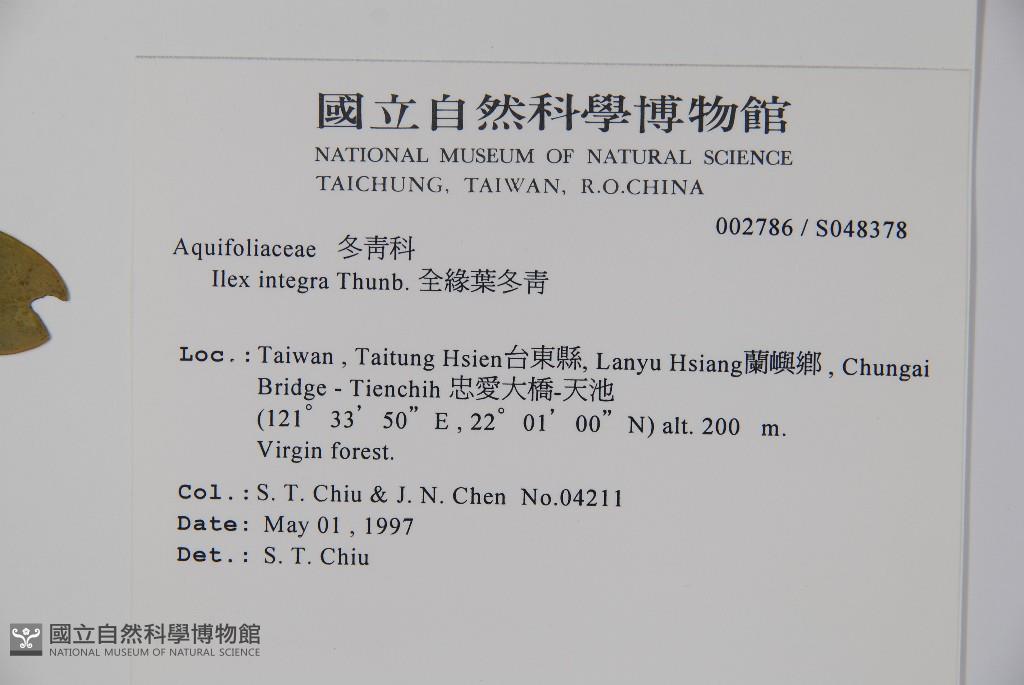 國立自然科學博物館
NATIONAL MUSEUM OF NATURAL SCIENCE
TAICHUNG, TAIWAN, R.O.CHINA
002786 / S048378
Aquifoliaceae 冬靑科
Ilex integra Thunb. 全緣葉冬靑
Loc.: Taiwan , Taitung Hsien台東縣, Lanyu Hsiang蘭嶼鄉 , Chungai
Bridge - Tienchih 忠愛大橋-天池
(121° 33’ 50” E , 22° 01’ 00” N) alt. 200 m.
Virgin forest.
Col.: S. T. Chiu & J. N. Chen No.04211
Date: May 01 , 1997
Det.: S. T. Chiu
國立自然科學博物館
NATIONAL MUSEUM OF NATURAL SCIENCE